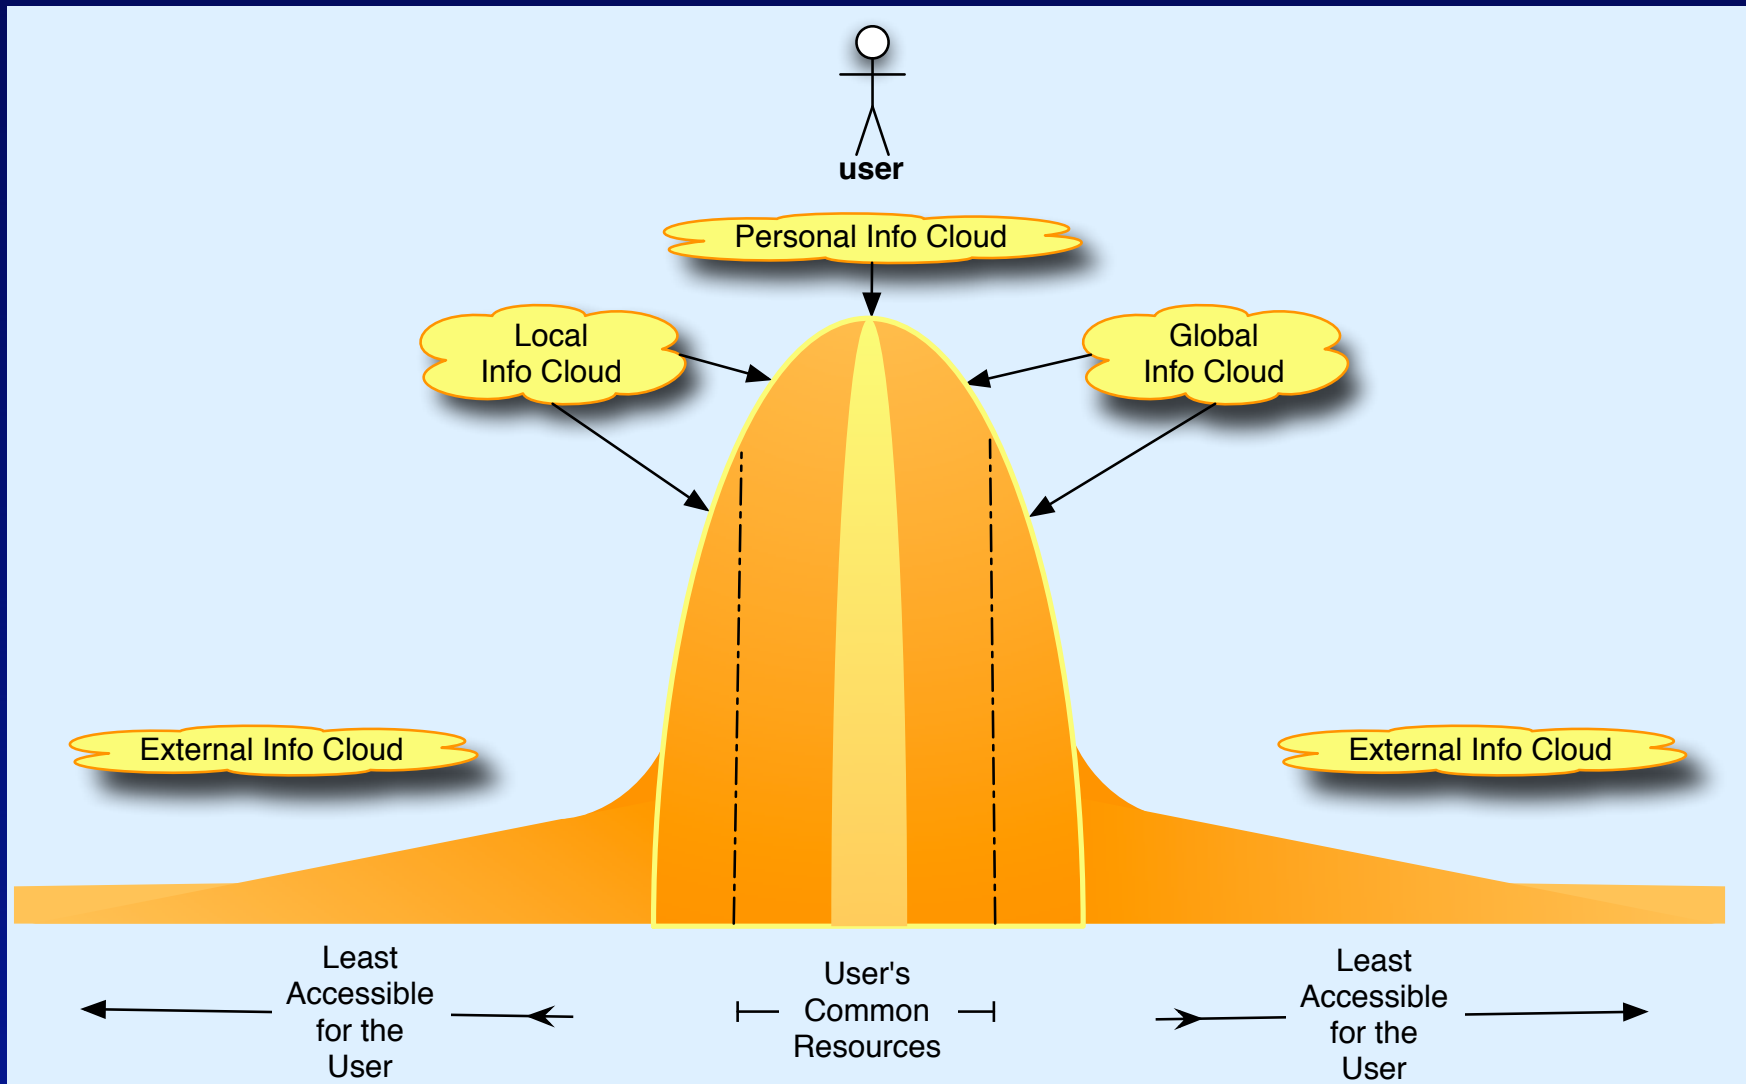 user
Personal Info Cloud
Local
Info Cloud
Global
Info Cloud
External Info Cloud
External Info Cloud
Least
Accessible
for the
User
User's
Common
Resources
Least
Accessible
for the
User